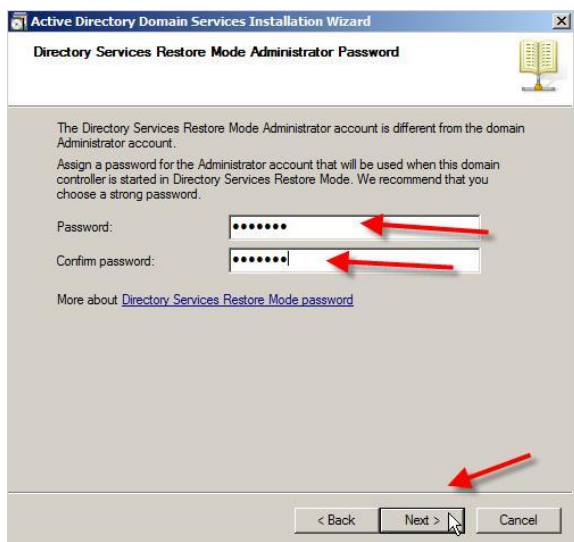 Active Directory Domain Services Installation Wizard
Directory Services Restore Mode Administrator Password
The Directory Services Restore Mode Administrator account is different from the domain
Administrator account.
Assign a password for the Administrator account that will be used when this domain
controller is started in Directory Services Restore Mode. We recommend that you
choose a strong password.
Password: •••••••
Confirm password: •••••••
More about Directory Services Restore Mode password
< Back Next > Cancel